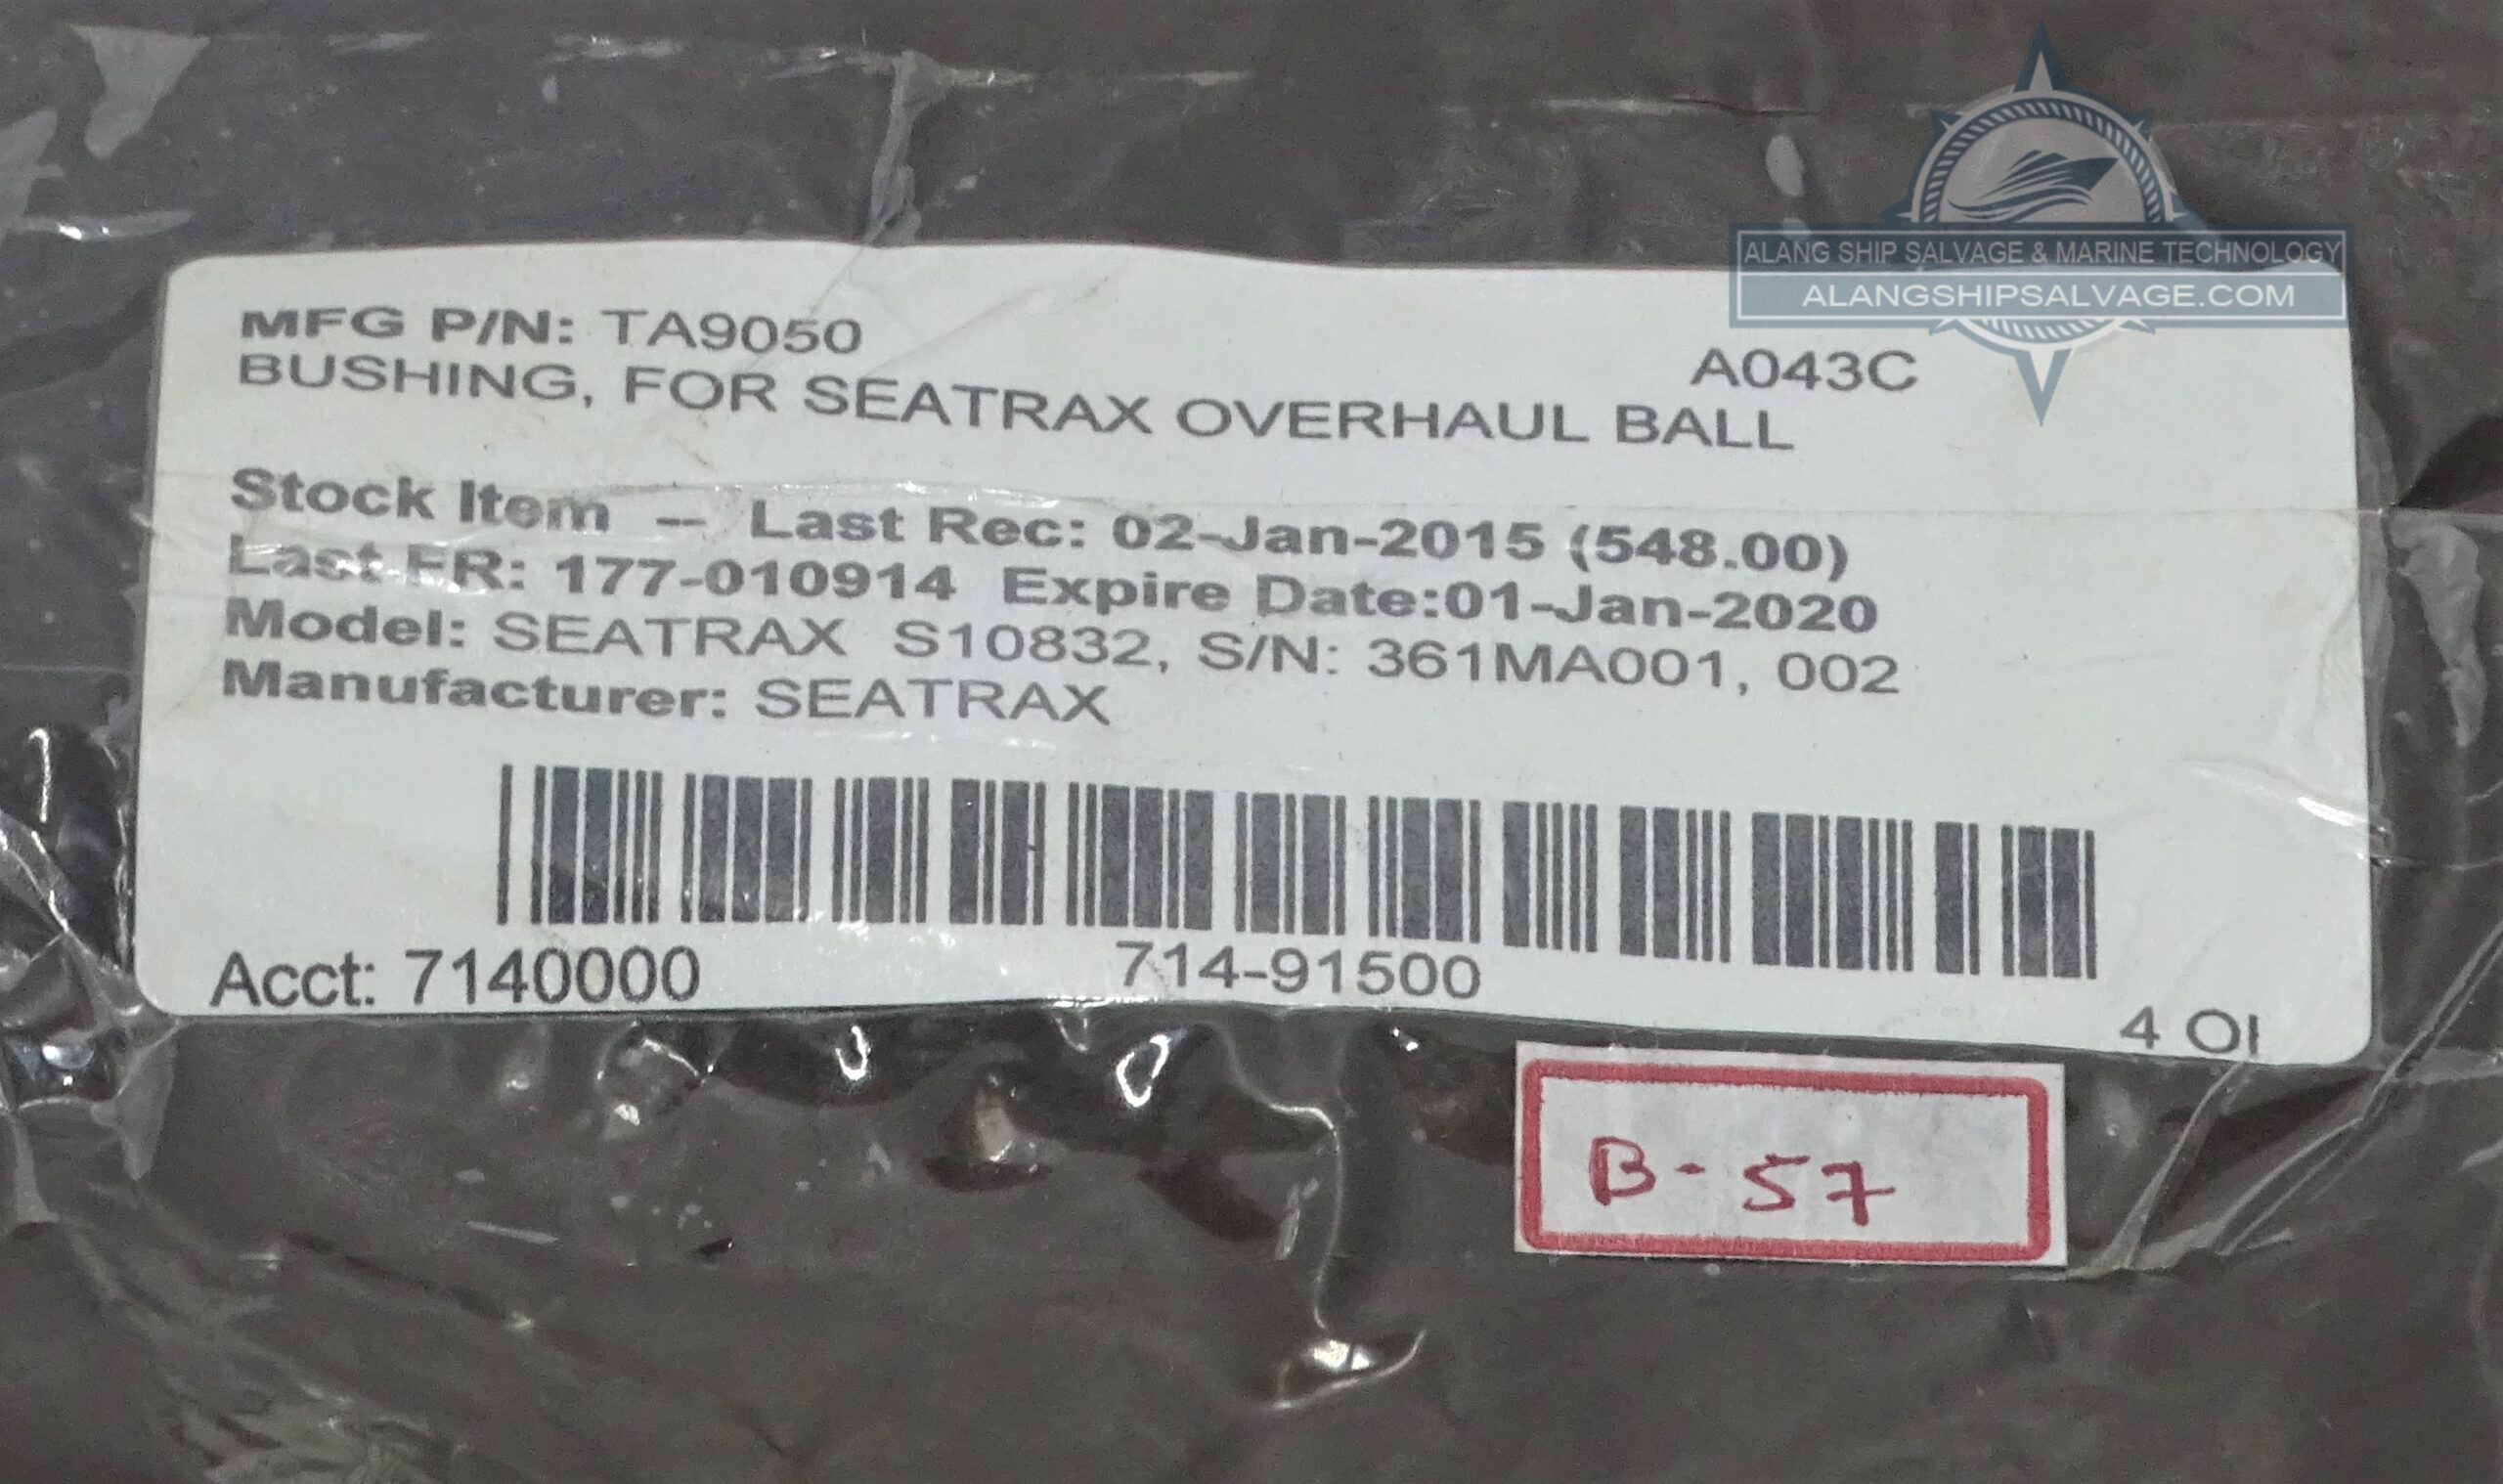 ALANG SHIP SALVAGE & MARINE TECHNOLOGY
ALANGSHIPSALVAGE.COM
MFG P/N: TA9050
A043C
BUSHING, FOR SEATRAX OVERHAUL BALL
Stock Item -- Last Rec: 02-Jan-2015 (548.00)
Last FR: 177-010914 Expire Date:01-Jan-2020
Model: SEATRAX S10832, S/N: 361MA001, 002
Manufacturer: SEATRAX
Acct: 7140000 714-91500
4 OI
B-57